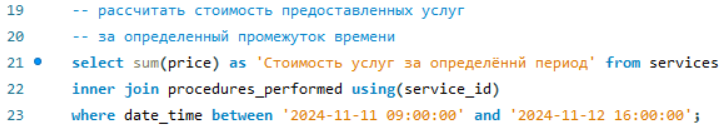 19 -- рассчитать стоимость предоставленных услуг
20 -- за определенный промежуток времени
21 select sum(price) as 'Стоимость услуг за определённй период' from services
22 inner join procedures_performed using(service_id)
23 where date_time between '2024-11-11 09:00:00' and '2024-11-12 16:00:00';